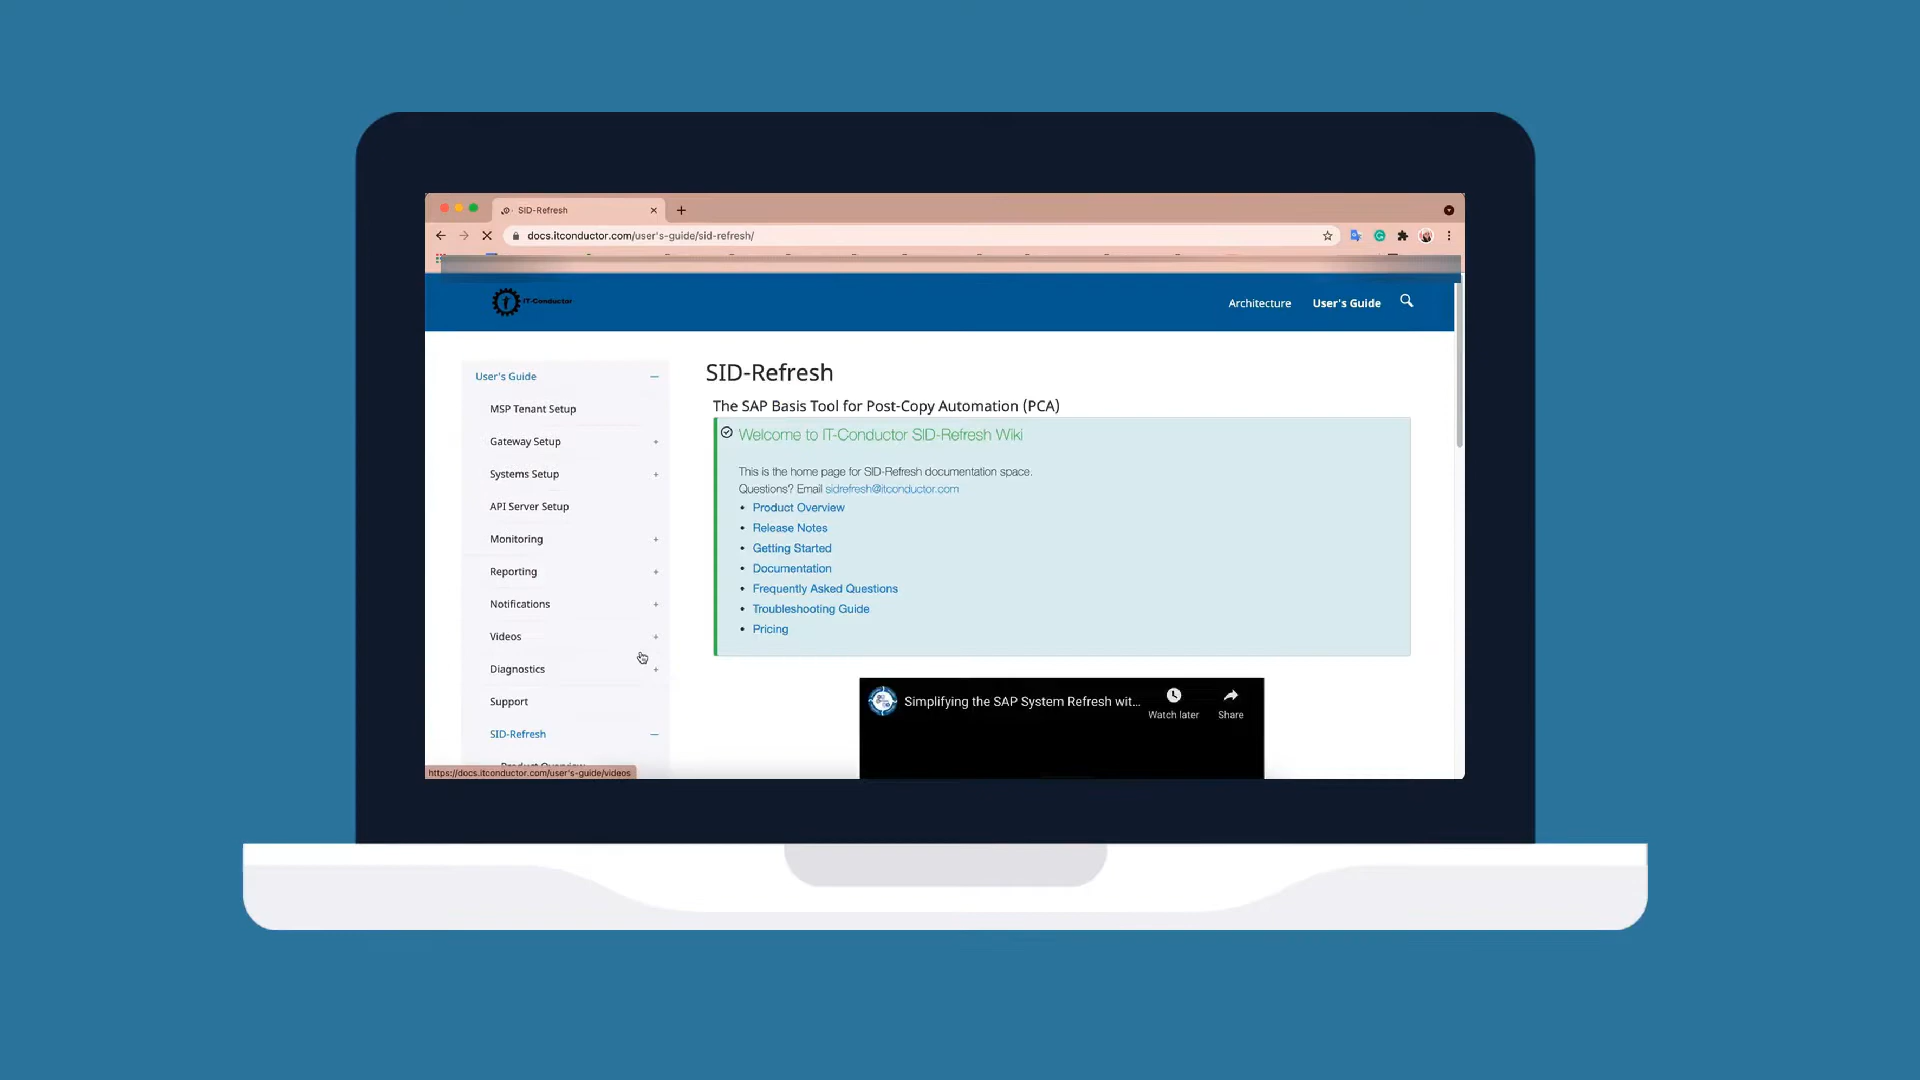 SID-Refresh
docs.itconductor.com/user's-guide/sid-refresh/
IT-Conductor
Architecture
User's Guide
User's Guide
MSP Tenant Setup
Gateway Setup
Systems Setup
API Server Setup
Monitoring
Reporting
Notifications
Videos
Diagnostics
Support
SID-Refresh
Product Overview
https://docs.itconductor.com/user's-guide/videos
SID-Refresh
The SAP Basis Tool for Post-Copy Automation (PCA)
Welcome to IT-Conductor SID-Refresh Wiki
This is the home page for SID-Refresh documentation space.
Questions? Email sidrefresh@itconductor.com
• Product Overview
• Release Notes
• Getting Started
• Documentation
• Frequently Asked Questions
• Troubleshooting Guide
• Pricing
Simplifying the SAP System Refresh wit...
Watch later
Share